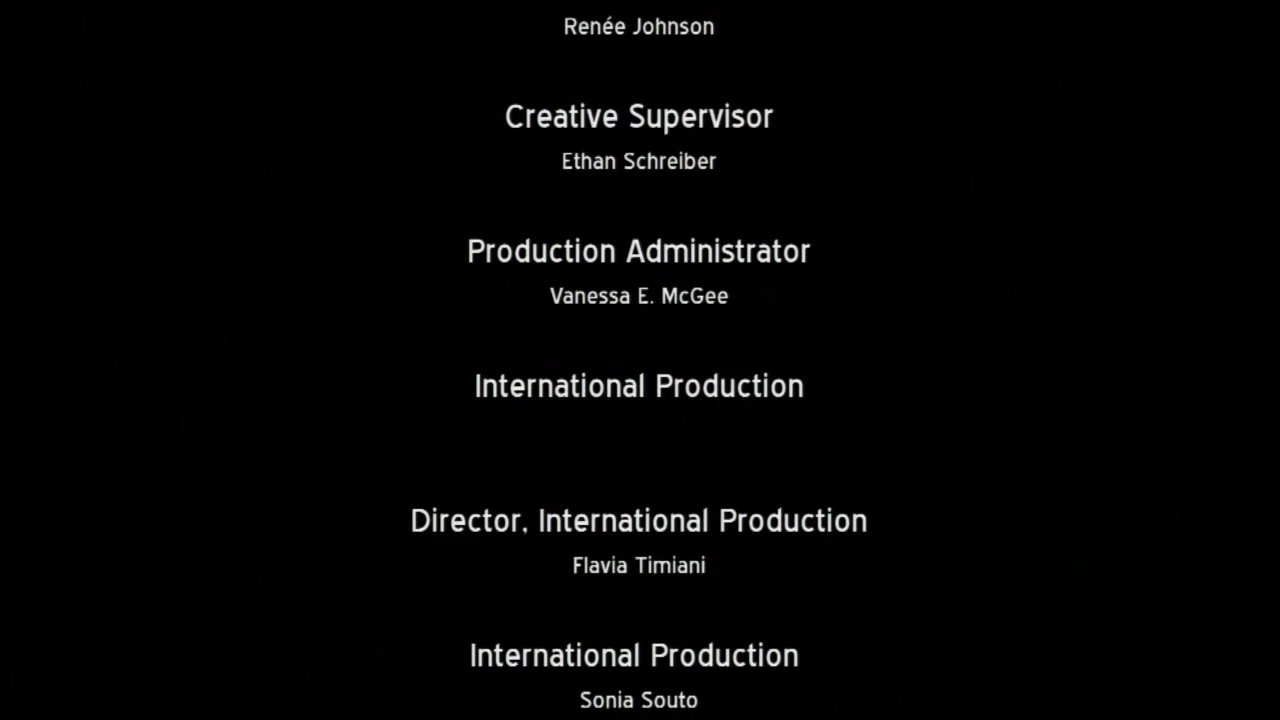 Renée Johnson
Creative Supervisor
Ethan Schreiber
Production Administrator
Vanessa E. McGee
International Production
Director, International Production
Flavia Timiani
International Production
Sonia Souto